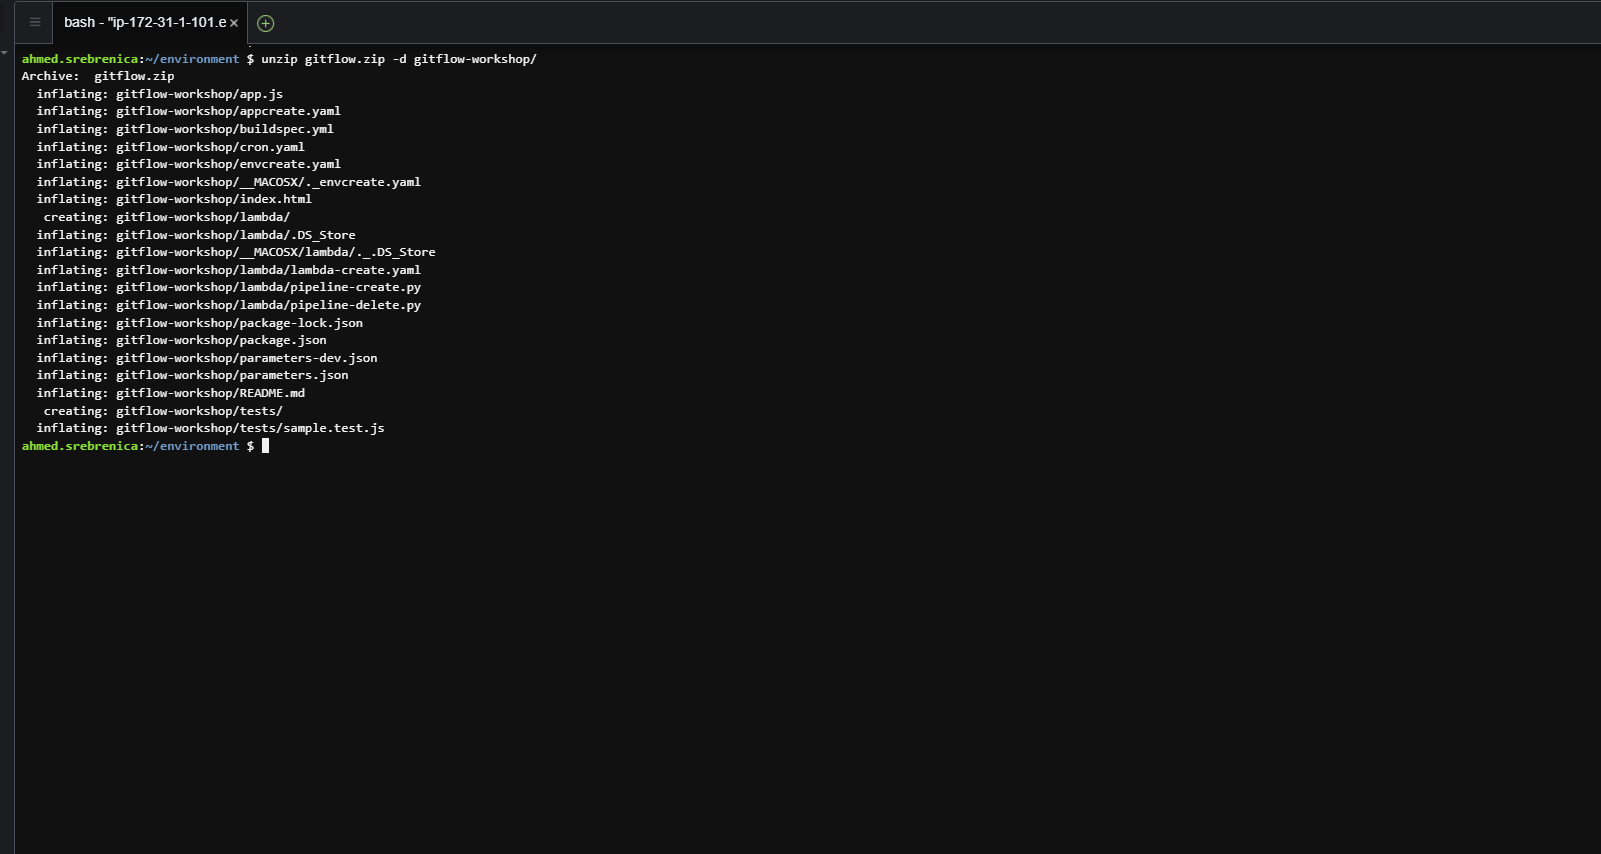 bash - "ip-172-31-1-101.e
ahmed.srebrenica:~/environment $ unzip gitflow.zip -d gitflow-workshop/
Archive:  gitflow.zip
  inflating: gitflow-workshop/app.js
  inflating: gitflow-workshop/appcreate.yaml
  inflating: gitflow-workshop/buildspec.yml
  inflating: gitflow-workshop/cron.yaml
  inflating: gitflow-workshop/envcreate.yaml
  inflating: gitflow-workshop/__MACOSX/._envcreate.yaml
  inflating: gitflow-workshop/index.html
   creating: gitflow-workshop/lambda/
  inflating: gitflow-workshop/lambda/.DS_Store
  inflating: gitflow-workshop/__MACOSX/lambda/._.DS_Store
  inflating: gitflow-workshop/lambda/lambda-create.yaml
  inflating: gitflow-workshop/lambda/pipeline-create.py
  inflating: gitflow-workshop/lambda/pipeline-delete.py
  inflating: gitflow-workshop/package-lock.json
  inflating: gitflow-workshop/package.json
  inflating: gitflow-workshop/parameters-dev.json
  inflating: gitflow-workshop/parameters.json
  inflating: gitflow-workshop/README.md
   creating: gitflow-workshop/tests/
  inflating: gitflow-workshop/tests/sample.test.js
ahmed.srebrenica:~/environment $